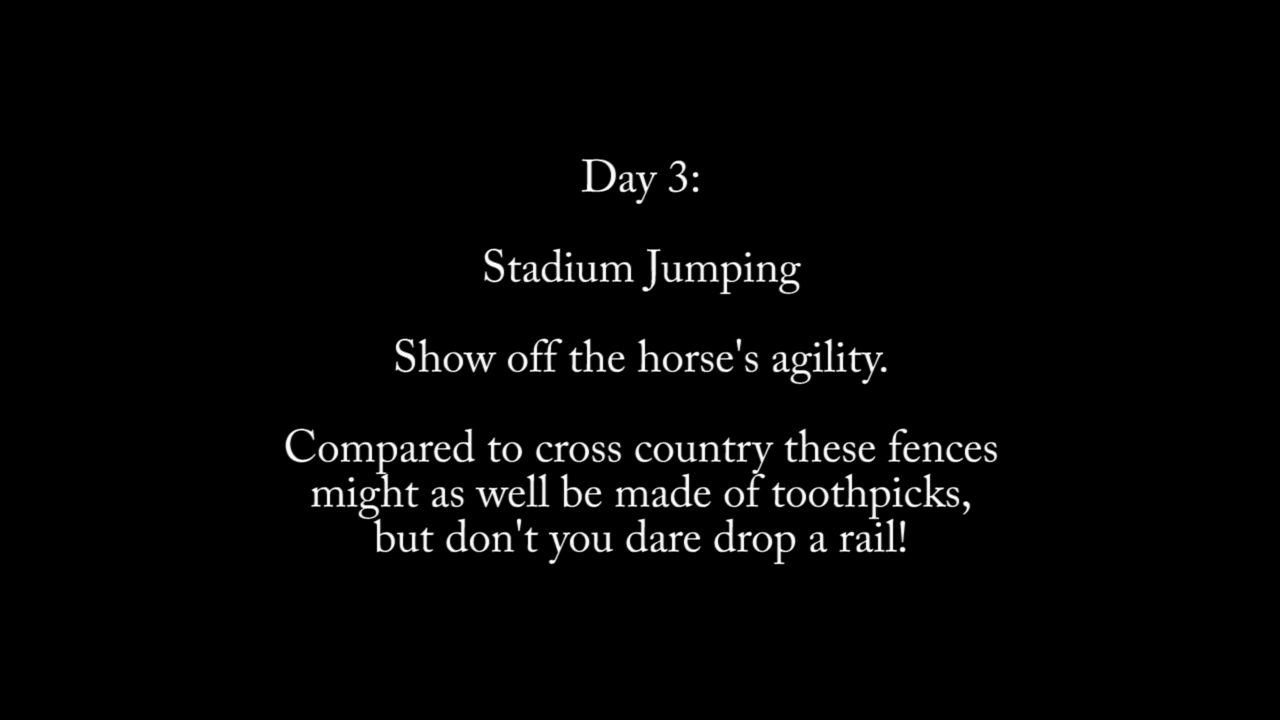 Day 3:
Stadium Jumping
Show off the horse's agility.
Compared to cross country these fences
might as well be made of toothpicks,
but don't you dare drop a rail!